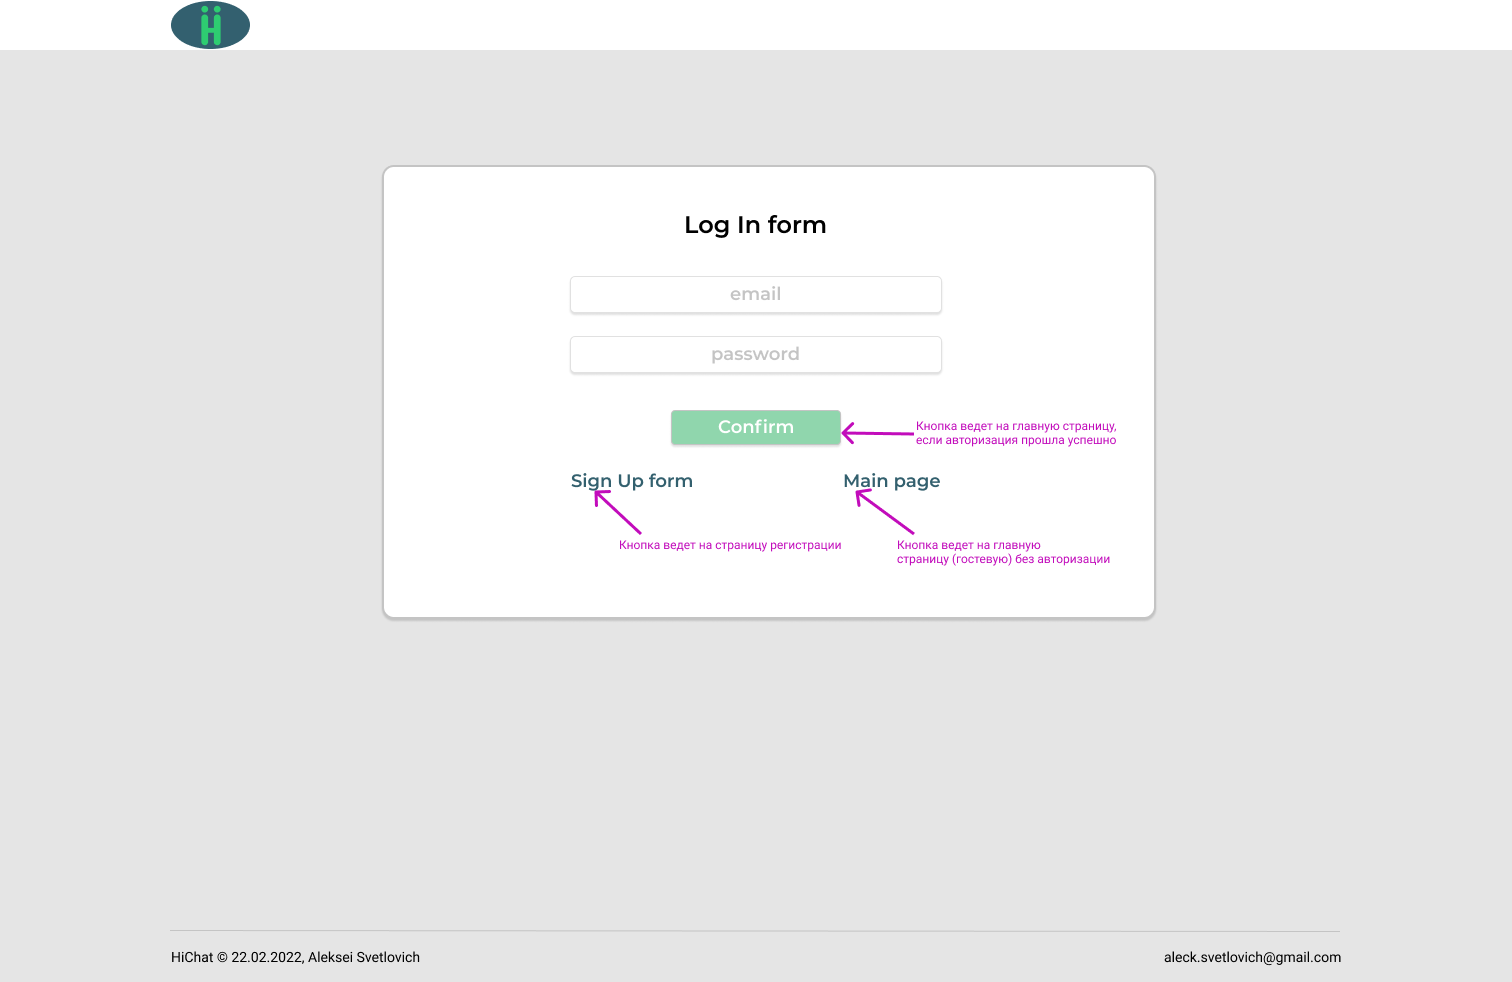 Log In form
email
password
Confirm
Кнопка ведет на главную страницу,
если авторизация прошла успешно
Sign Up form
Main page
Кнопка ведет на страницу регистрации
Кнопка ведет на главную
страницу (гостевую) без авторизации
HiChat © 22.02.2022, Aleksei Svetlovich
aleck.svetlovich@gmail.com